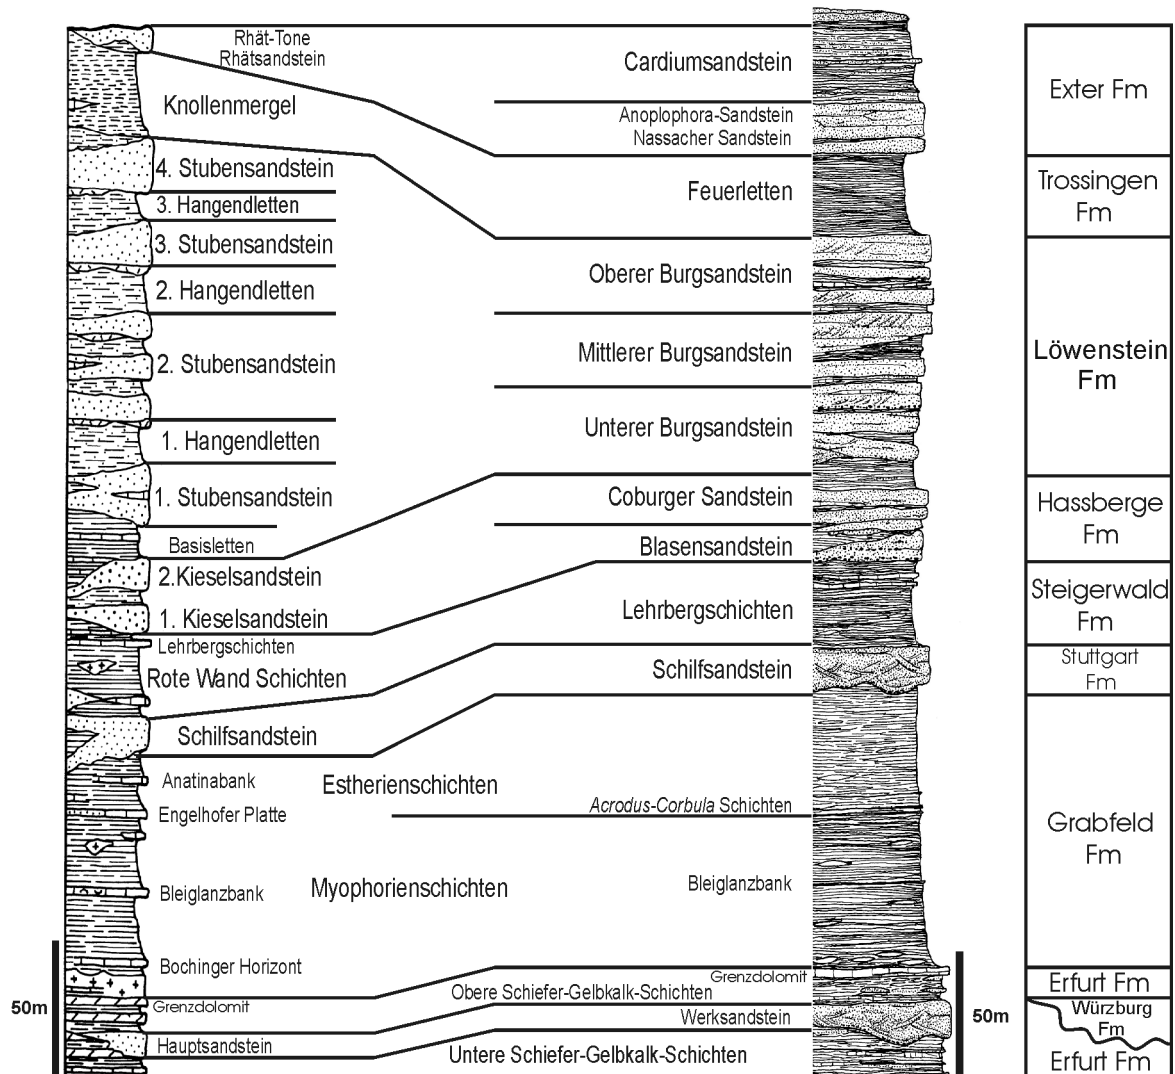 Rhät-Tone
Rhätsandstein
Knollenmergel
4. Stubensandstein
3. Hangendletten
3. Stubensandstein
2. Hangendletten
2. Stubensandstein
1. Hangendletten
1. Stubensandstein
Basisletten
2.Kieselsandstein
1. Kieselsandstein
Lehrbergschichten
Rote Wand Schichten
Schilfsandstein
Anatinabank
Engelhofer Platte
Bleiglanzbank
Bochinger Horizont
Grenzdolomit
Hauptsandstein
50m
Estherienschichten
Myophorienschichten
Cardiumsandstein
Anoplophora-Sandstein
Nassacher Sandstein
Feuerletten
Oberer Burgsandstein
Mittlerer Burgsandstein
Unterer Burgsandstein
Coburger Sandstein
Blasensandstein
Lehrbergschichten
Schilfsandstein
Acrodus-Corbula Schichten
Bleiglanzbank
Grenzdolomit
Obere Schiefer-Gelbkalk-Schichten
Werksandstein
Untere Schiefer-Gelbkalk-Schichten
50m
Exter Fm
Trossingen
Fm
Löwenstein
Fm
Hassberge
Fm
Steigerwald
Fm
Stuttgart
Fm
Grabfeld
Fm
Erfurt Fm
Würzburg
Fm
Erfurt Fm